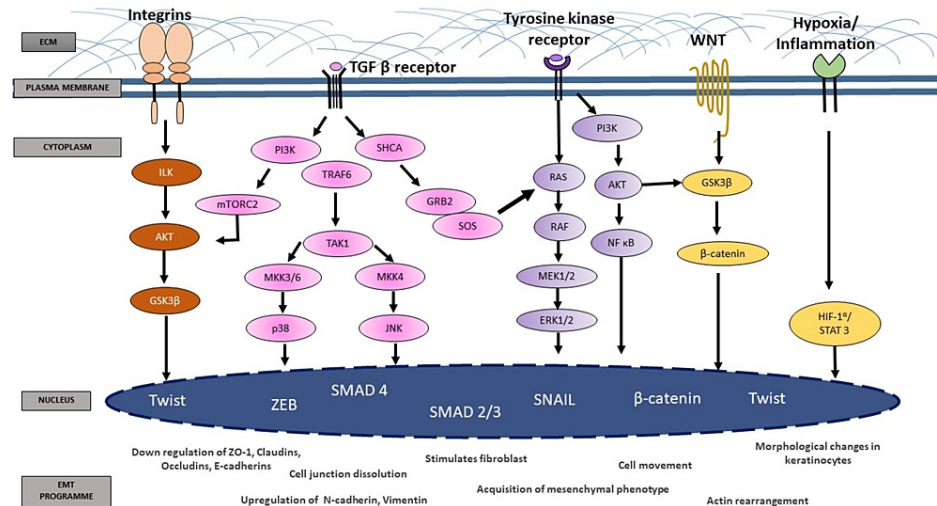 Integrins
Tyrosine kinase
receptor
WNT
Hypoxia/
Inflammation
ECM
TGF β receptor
PLASMA MEMBRANE
CYTOPLASM
PI3K
SHCA
PI3K
ILK
TRAF6
RAS
AKT
GSK3β
mTORC2
GRB2
SOS
AKT
TAK1
RAF
NF κB
β-catenin
MKK3/6
MKK4
MEK1/2
GSK3β
p38
JNK
ERK1/2
HIF-1ᵅ/
STAT 3
NUCLEUS
Twist
ZEB
SMAD 4
SMAD 2/3
SNAIL
β-catenin
Twist
Down regulation of ZO-1, Claudins,
Occludins, E-cadherins
Cell junction dissolution
Stimulates fibroblast
Cell movement
Morphological changes in
keratinocytes
EMT
PROGRAMME
Upregulation of N-cadherin, Vimentin
Acquisition of mesenchymal phenotype
Actin rearrangement